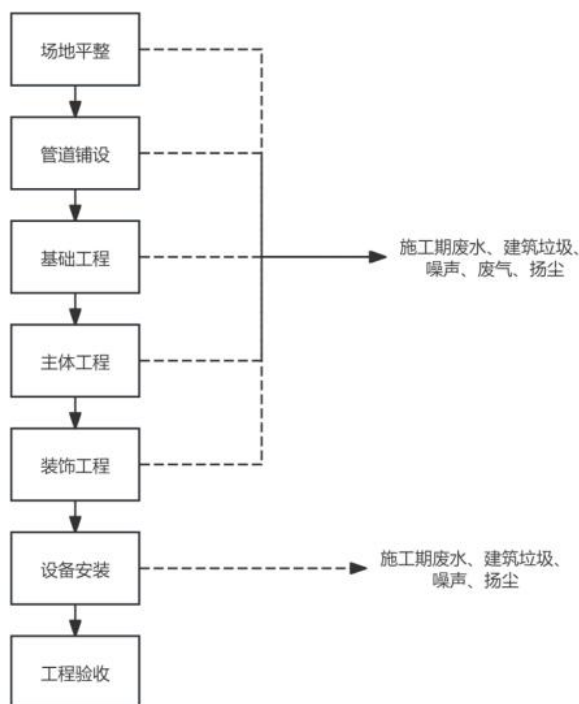 场地平整
管道铺设
基础工程
施工期废水、建筑垃圾、
噪声、废气、扬尘
主体工程
装饰工程
设备安装
施工期废水、建筑垃圾、
噪声、扬尘
工程验收